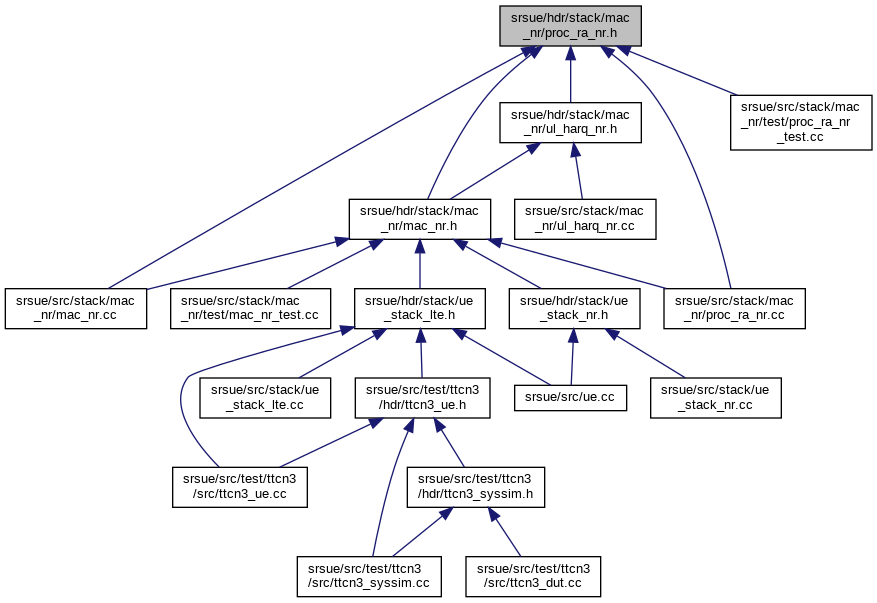 srsue/hdr/stack/mac
_nr/proc_ra_nr.h
srsue/hdr/stack/mac
_nr/ul_harq_nr.h
srsue/src/stack/mac
_nr/test/proc_ra_nr
_test.cc
srsue/hdr/stack/mac
_nr/mac_nr.h
srsue/src/stack/mac
_nr/ul_harq_nr.cc
srsue/src/stack/mac
_nr/mac_nr.cc
srsue/src/stack/mac
_nr/test/mac_nr_test.cc
srsue/hdr/stack/ue
_stack_lte.h
srsue/hdr/stack/ue
_stack_nr.h
srsue/src/stack/mac
_nr/proc_ra_nr.cc
srsue/src/stack/ue
_stack_lte.cc
srsue/src/test/ttcn3
/hdr/ttcn3_ue.h
srsue/src/ue.cc
srsue/src/stack/ue
_stack_nr.cc
srsue/src/test/ttcn3
/src/ttcn3_ue.cc
srsue/src/test/ttcn3
/hdr/ttcn3_syssim.h
srsue/src/test/ttcn3
/src/ttcn3_syssim.cc
srsue/src/test/ttcn3
/src/ttcn3_dut.cc